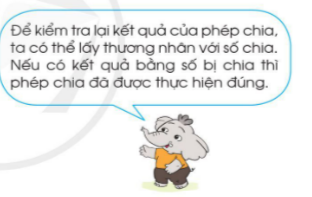 Để kiểm tra lại kết quả của phép chia,
ta có thể lấy thương nhân với số chia.
Nếu có kết quả bằng số bị chia thì
phép chia đã được thực hiện đúng.